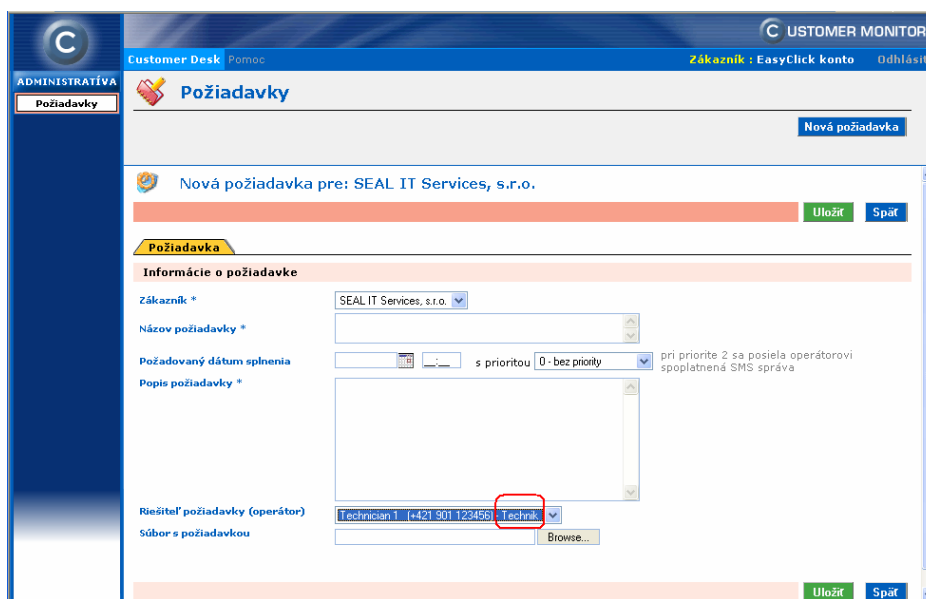 C
C USTOMER MONITOR
Customer Desk Pomoc
Zákazník : EasyClick konto Odhlásiť
ADMINISTRATÍVA
Požiadavky
Požiadavky
Nová požiadavka
Nová požiadavka pre: SEAL IT Services, s.r.o.
Uložiť Späť
Požiadavka
Informácie o požiadavke
Zákazník * SEAL IT Services, s.r.o.
Názov požiadavky *
Požadovaný dátum splnenia __:__ s prioritou 0 - bez priority pri priorite 2 sa posiela operátorovi
spoplatnená SMS správa
Popis požiadavky *
Riešiteľ požiadavky (operátor) Technician 1 (+421 901 123456) - Technik
Súbor s požiadavkou Browse...
Uložiť Späť